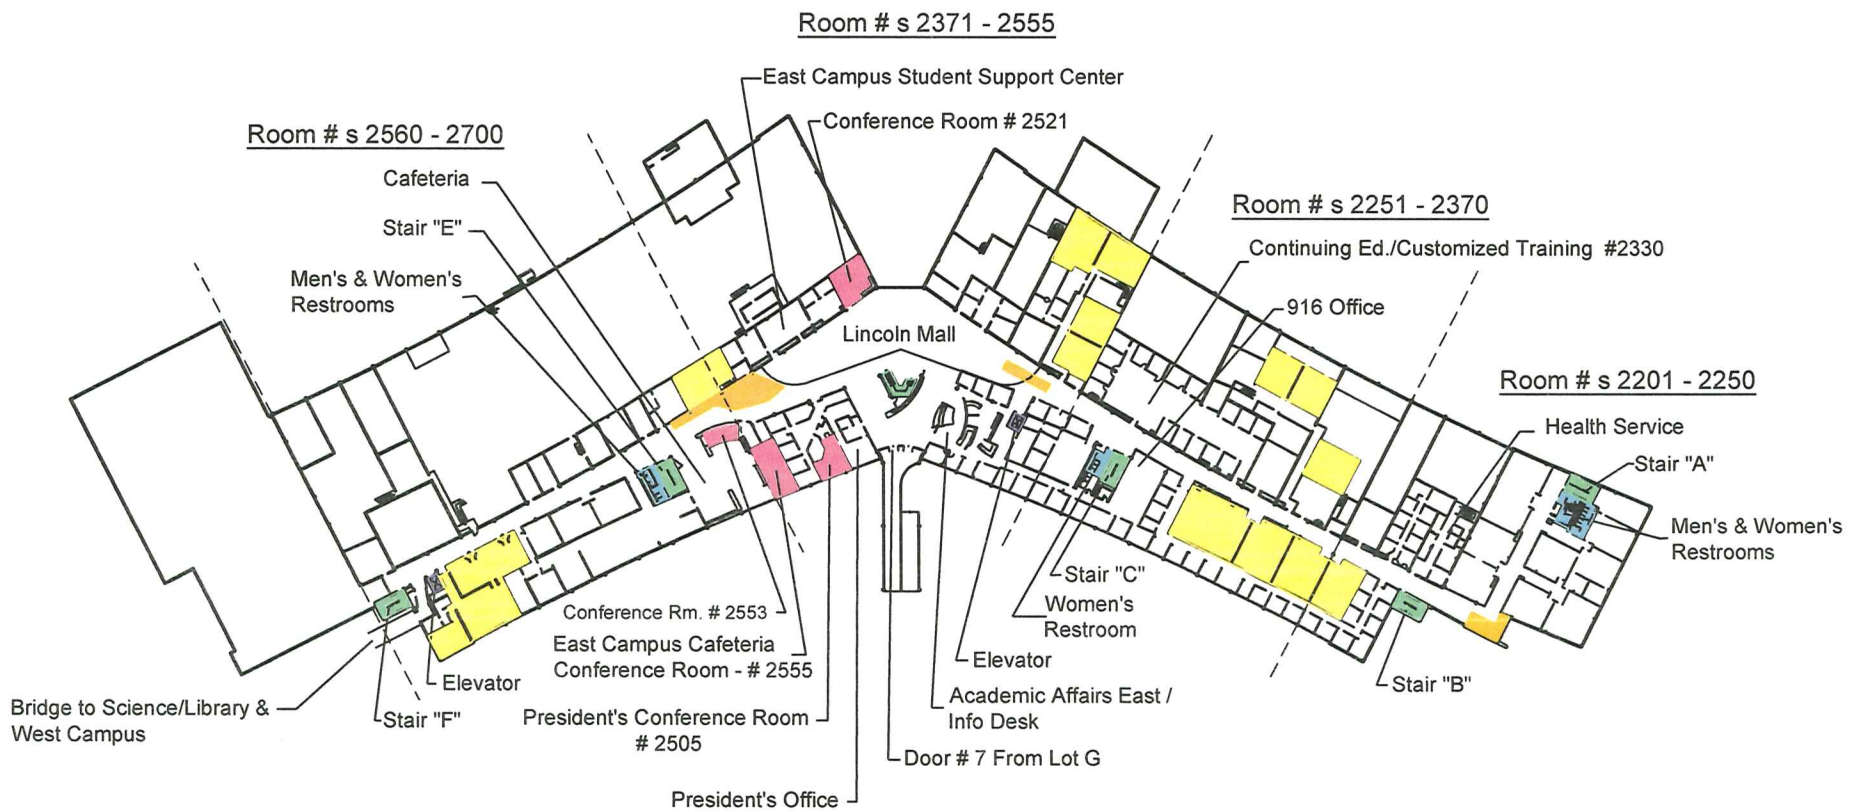 Room # s 2371 - 2555
East Campus Student Support Center
Conference Room # 2521
Room # s 2560 - 2700
Cafeteria
Stair "E"
Men's & Women's
Restrooms
Room # s 2251 - 2370
Continuing Ed./Customized Training #2330
916 Office
Lincoln Mall
Room # s 2201 - 2250
Health Service
Stair "A"
Men's & Women's
Restrooms
Stair "C"
Women's
Restroom
Conference Rm. # 2553
East Campus Cafeteria
Conference Room - # 2555
Elevator
Elevator
Stair "B"
Bridge to Science/Library &
West Campus
Stair "F"
President's Conference Room
# 2505
Academic Affairs East /
Info Desk
Door # 7 From Lot G
President's Office